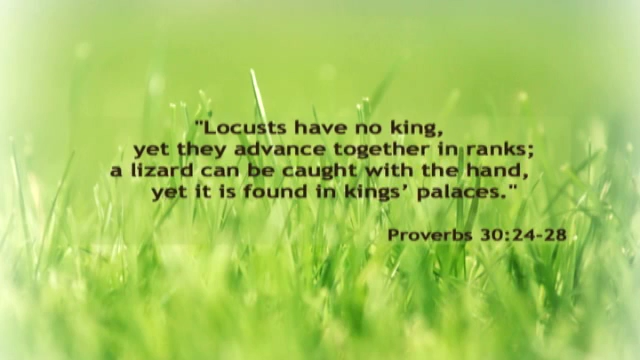 "Locusts have no king,
yet they advance together in ranks;
a lizard can be caught with the hand,
yet it is found in kings’ palaces."
Proverbs 30:24-28